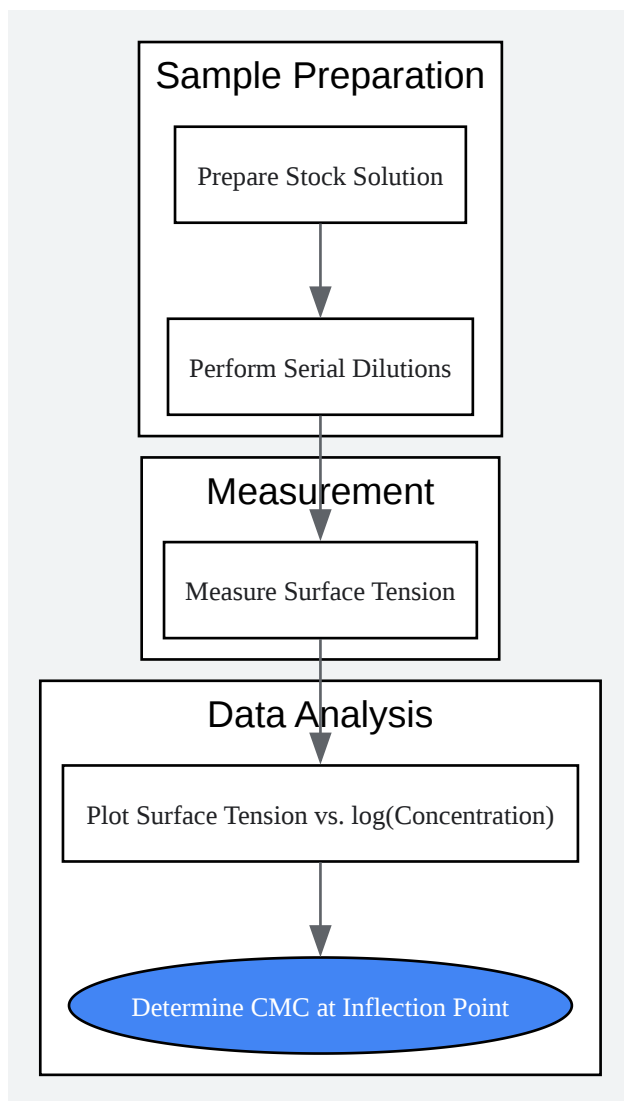 Sample Preparation
Prepare Stock Solution
Perform Serial Dilutions
Measurement
Measure Surface Tension
Data Analysis
Plot Surface Tension vs. log(Concentration)
Determine CMC at Inflection Point